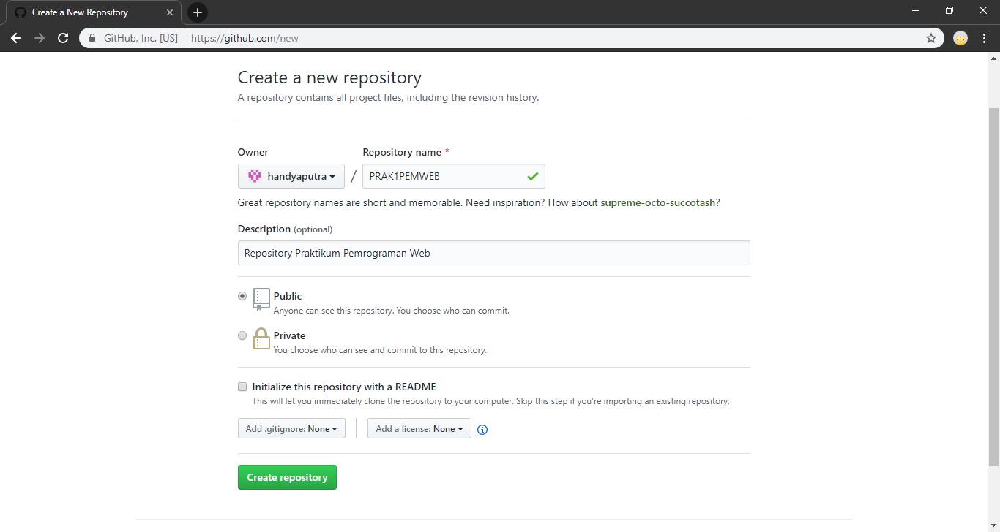 Create a New Repository
GitHub, Inc. [US] https://github.com/new
Create a new repository
A repository contains all project files, including the revision history.
Owner Repository name *
handyaputra / PRAK1PEMWEB
Great repository names are short and memorable. Need inspiration? How about supreme-octo-succotash?
Description (optional)
Repository Praktikum Pemrograman Web
Public
Anyone can see this repository. You choose who can commit.
Private
You choose who can see and commit to this repository.
Initialize this repository with a README
This will let you immediately clone the repository to your computer. Skip this step if you’re importing an existing repository.
Add .gitignore: None Add a license: None
Create repository